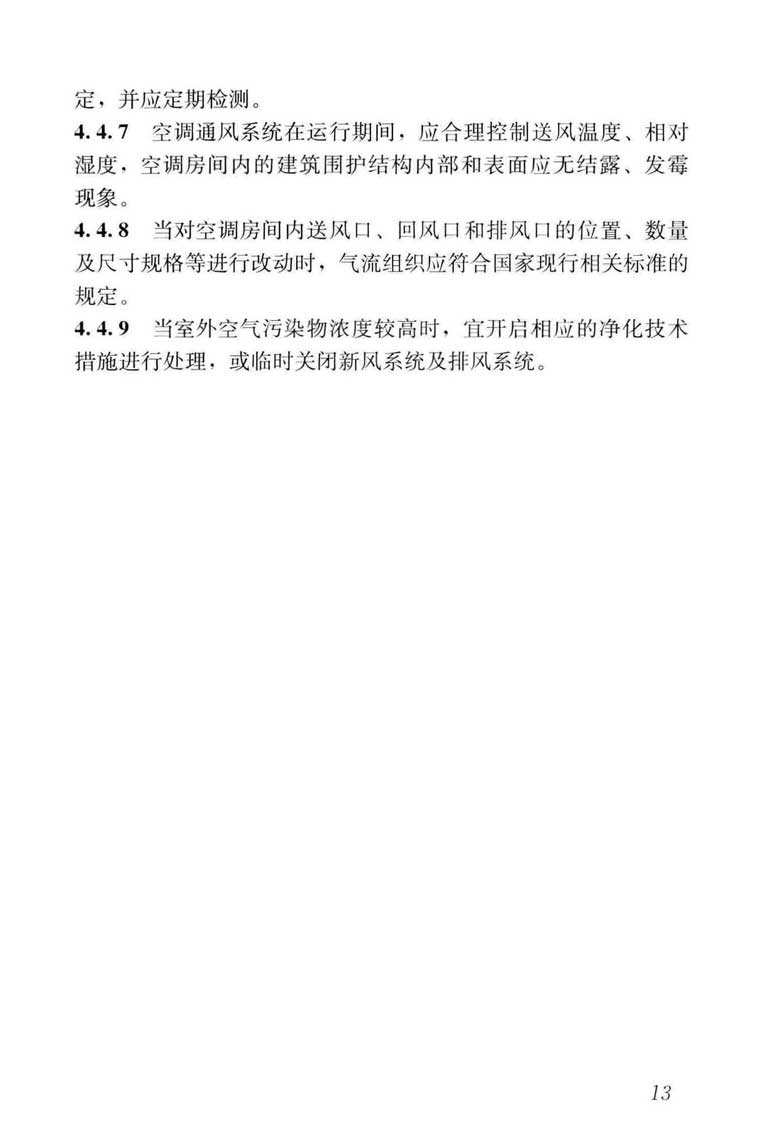 定，并应定期检测。
4.4.7 空调通风系统在运行期间，应合理控制送风温度、相对
湿度，空调房间内的建筑围护结构内部和表面应无结露、发霉
现象。
4.4.8 当对空调房间内送风口、回风口和排风口的位置、数量
及尺寸规格等进行改动时，气流组织应符合国家现行相关标准的
规定。
4.4.9 当室外空气污染物浓度较高时，宜开启相应的净化技术
措施进行处理，或临时关闭新风系统及排风系统。
13